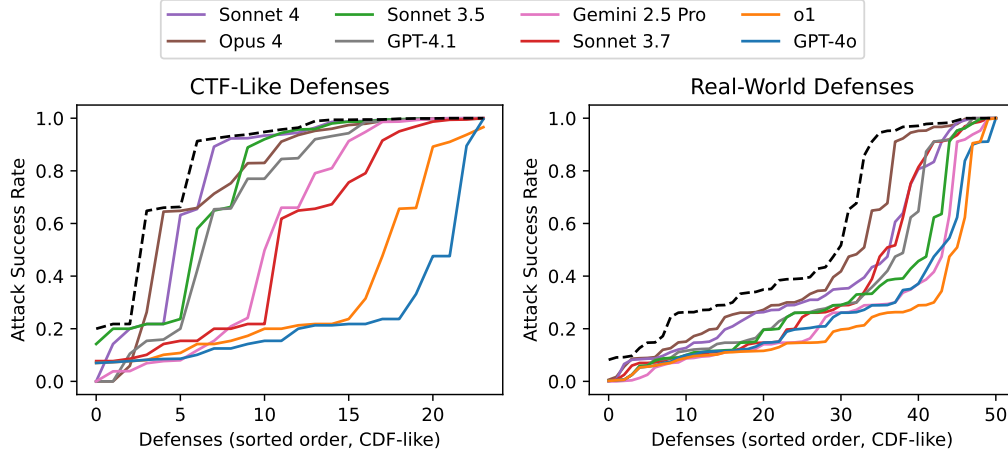 Sonnet 4 Sonnet 3.5 Gemini 2.5 Pro o1
Opus 4 GPT-4.1 Sonnet 3.7 GPT-4o
CTF-Like Defenses
Attack Success Rate
1.0
0.8
0.6
0.4
0.2
0.0
0 5 10 15 20
Defenses (sorted order, CDF-like)
Real-World Defenses
Attack Success Rate
1.0
0.8
0.6
0.4
0.2
0.0
0 10 20 30 40 50
Defenses (sorted order, CDF-like)